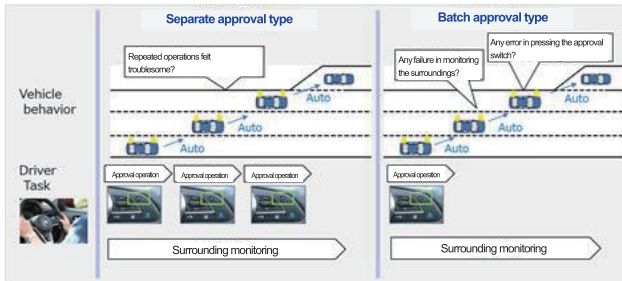 Separate approval type
Batch approval type
Repeated operations felt
troublesome?
Any failure in monitoring
the surroundings?
Any error in pressing the approval
switch?
Vehicle
behavior
Auto
Auto
Auto
Auto
Auto
Auto
Driver
Task
Approval operation
Approval operation
Approval operation
Approval operation
Surrounding monitoring
Surrounding monitoring